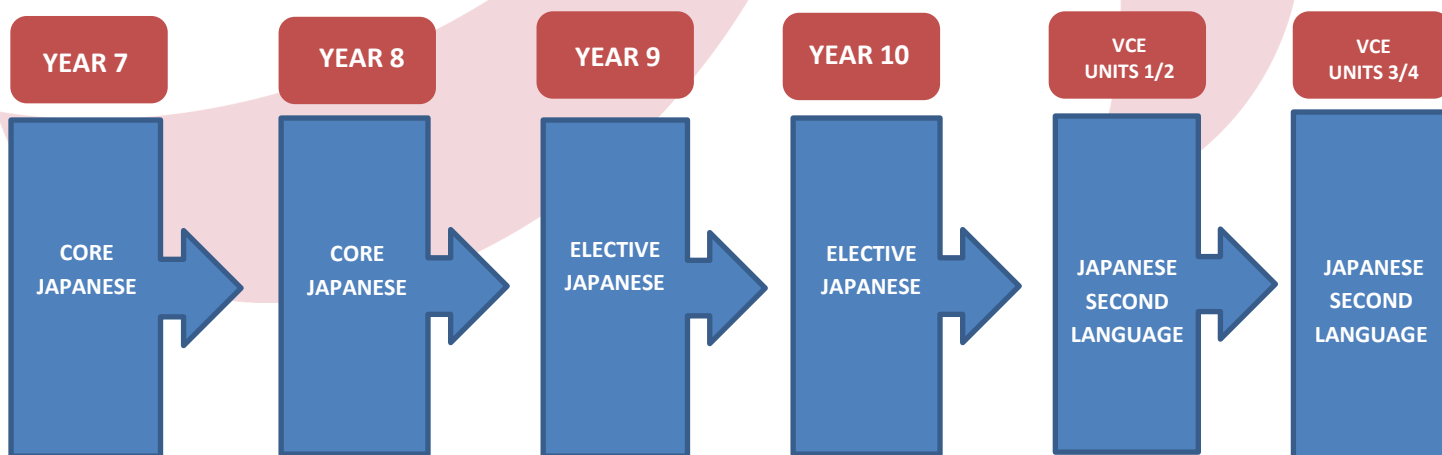 YEAR 7
YEAR 8
YEAR 9
YEAR 10
VCE
UNITS 1/2
VCE
UNITS 3/4
CORE
JAPANESE
CORE
JAPANESE
ELECTIVE
JAPANESE
ELECTIVE
JAPANESE
JAPANESE
SECOND
LANGUAGE
JAPANESE
SECOND
LANGUAGE